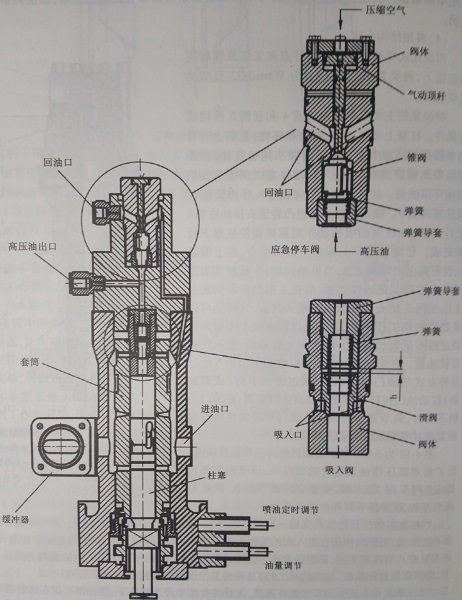 压缩空气
阀体
气动顶杆
回油口
锥阀
回油口
弹簧
高压油出口
弹簧导套
应急停车阀
高压油
弹簧导套
弹簧
套筒
h
进油口
滑阀
吸入口
阀体
吸入阀
柱塞
喷油定时调节
缓冲器
油量调节